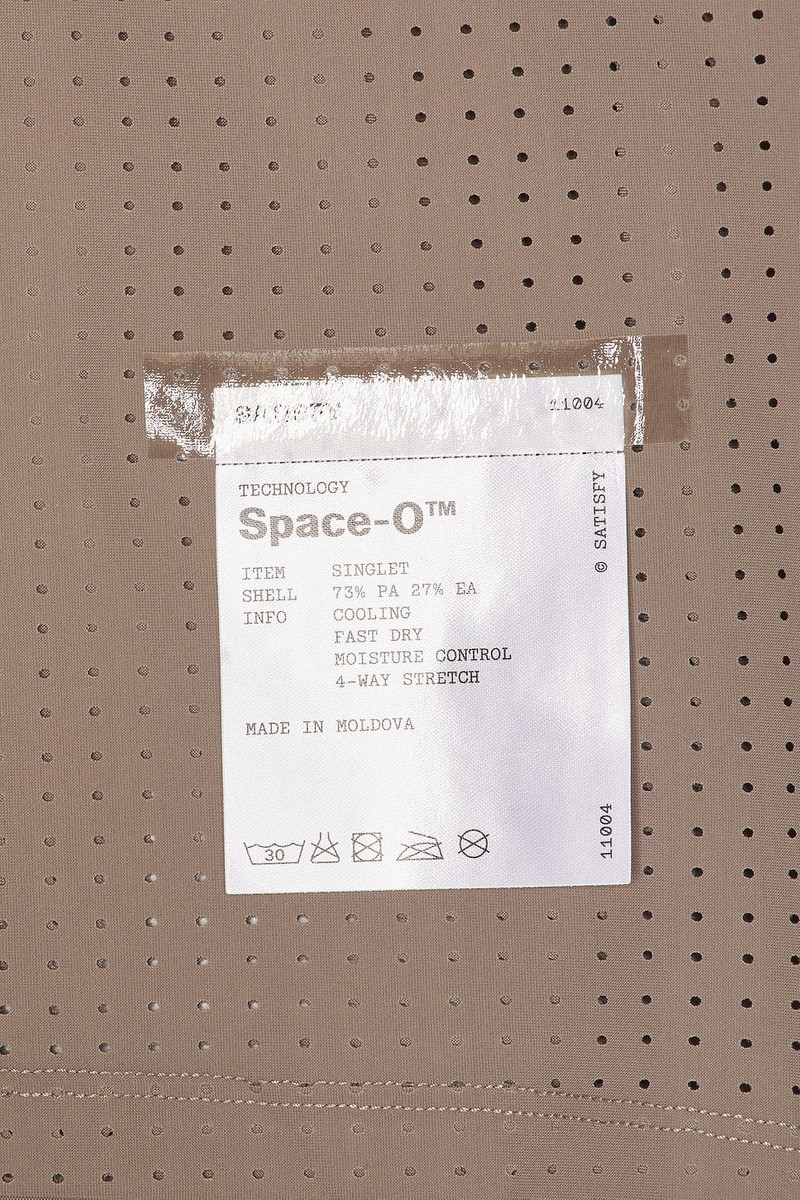 SATISFY 11004
TECHNOLOGY
Space-O™
ITEM SINGLET
SHELL 73% PA 27% EA
INFO COOLING
FAST DRY
MOISTURE CONTROL
4-WAY STRETCH
MADE IN MOLDOVA
30
© SATISFY
11004